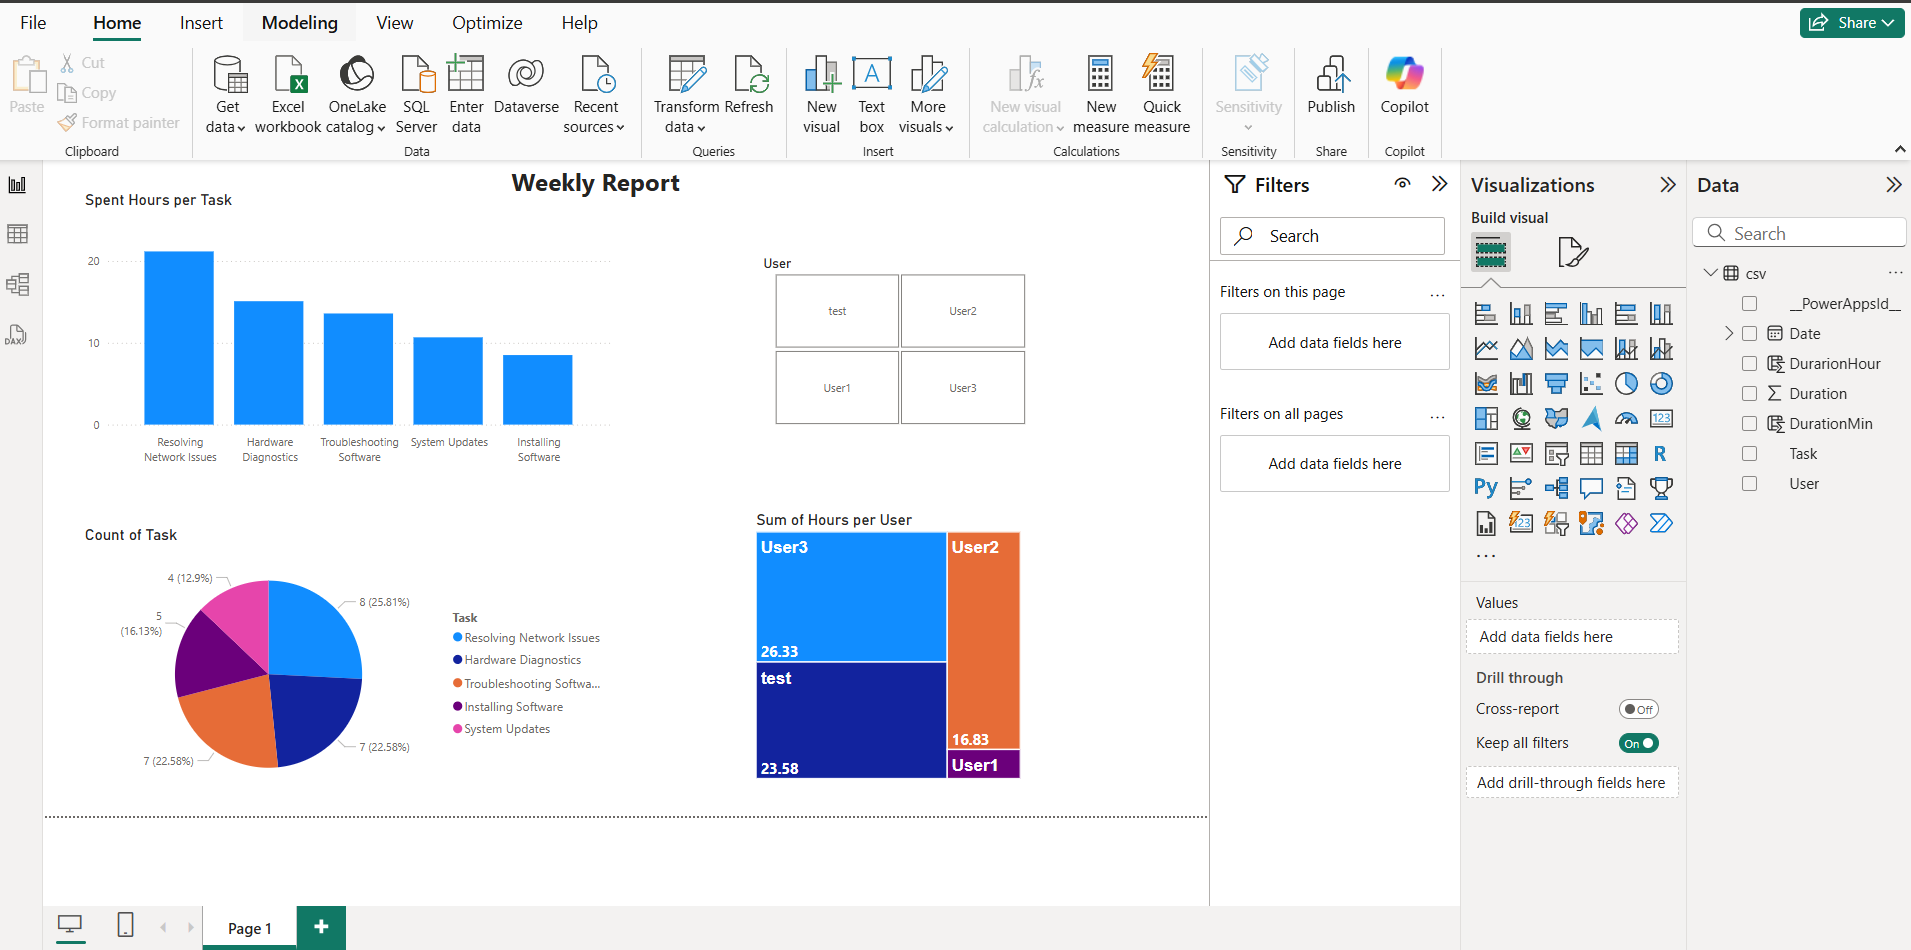 File
Home
Insert
Modeling
View
Optimize
Help
Share
Paste
Cut
Copy
Format painter
Clipboard
Get
data
Excel
workbook
OneLake
catalog
SQL
Server
Enter
data
Dataverse
Recent
sources
Data
Transform
data
Refresh
Queries
New
visual
Text
box
More
visuals
Insert
New visual
calculation
New
measure
Quick
measure
Calculations
Sensitivity
Sensitivity
Publish
Share
Copilot
Copilot
Weekly Report
Spent Hours per Task
20
10
0
Resolving
Network Issues
Hardware
Diagnostics
Troubleshooting
Software
System Updates
Installing
Software
User
test
User2
User1
User3
Count of Task
4 (12.9%)
8 (25.81%)
5
(16.13%)
7 (22.58%)
7 (22.58%)
Task
Resolving Network Issues
Hardware Diagnostics
Troubleshooting Softwa...
Installing Software
System Updates
Sum of Hours per User
User3
26.33
test
23.58
User2
16.83
User1
Page 1
Filters
Search
Filters on this page
Add data fields here
Filters on all pages
Add data fields here
Visualizations
Build visual
123
R
Py
123
Values
Add data fields here
Drill through
Cross-report
Off
Keep all filters
On
Add drill-through fields here
Data
Search
csv
__PowerAppsId__
Date
DurarionHour
Duration
DurationMin
Task
User
DAX